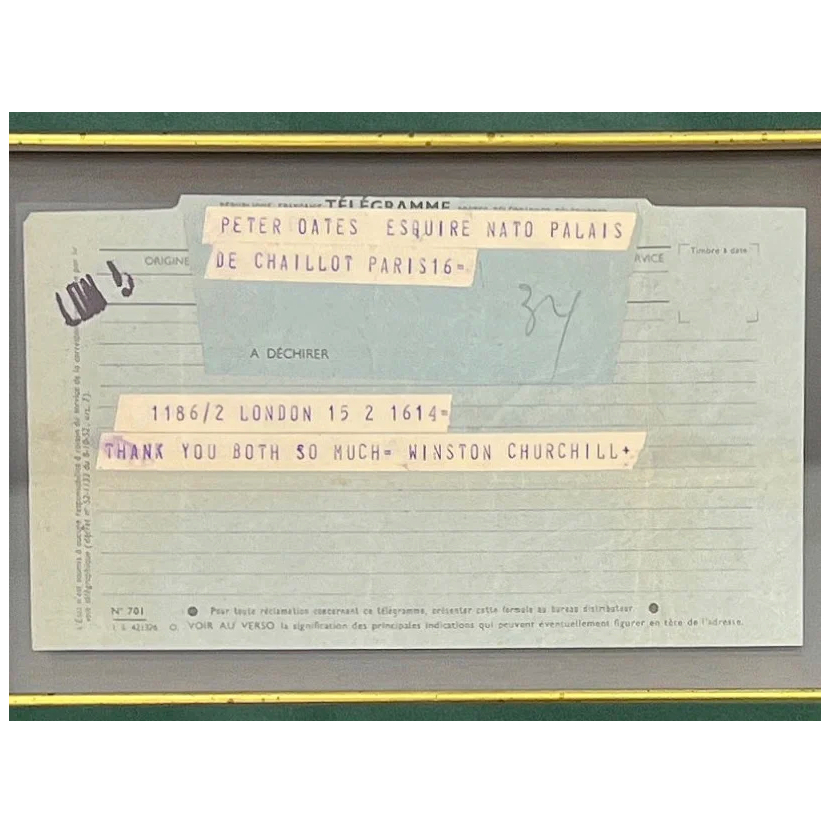 TÉLÉGRAMME
PETER OATES ESQUIRE NATO PALAIS
ORIGINE
DE CHAILLOT PARIS16=
Timbre à date
LON
34
A DÉCHIRER
1186/2 LONDON 15 2 1614=
THANK YOU BOTH SO MUCH= WINSTON CHURCHILL+
N° 701
Pour toute réclamation concernant ce télégramme, présenter cette formule au bureau distributeur
VOIR AU VERSO la signification des principales indications qui peuvent éventuellement figurer en tête de l'adresse.